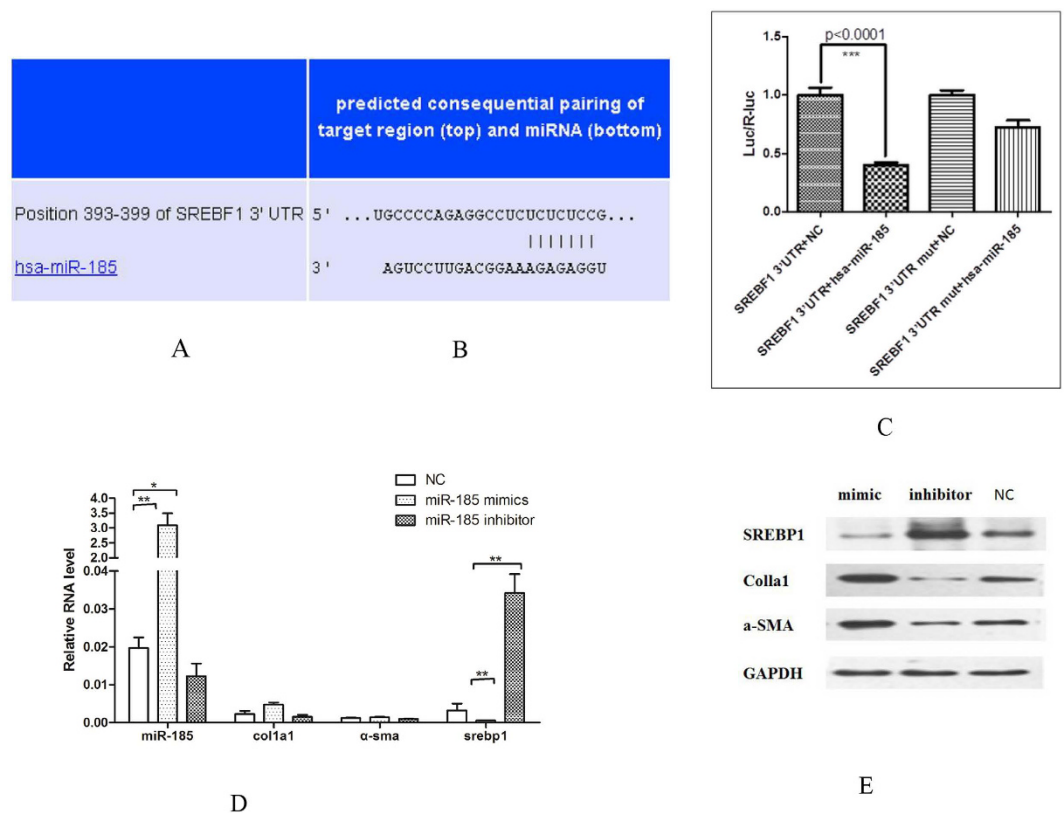 predicted consequential pairing of
target region (top) and miRNA (bottom)
Position 393-399 of SREBF1 3' UTR 5' ...UGCCCCAGAGGCCUCUCUCUCCG...
hsa-miR-185 3' AGUCCUUGACGGAAAGAGAGGU
A
B
1.5
1.0
0.5
0.0
Luc/R-luc
p<0.0001
***
SREBF1 3'UTR+NC
SREBF1 3'UTR+hsa-miR-185
SREBF1 3'UTR mut+NC
SREBF1 3'UTR mut+hsa-miR-185
C
NC
miR-185 mimics
miR-185 inhibitor
Relative RNA level
4.0
3.5
3.0
2.5
2.0
0.04
0.03
0.02
0.01
0.00
*
**
**
**
miR-185 col1a1 α-sma srebp1
D
mimic inhibitor NC
SREBP1
Colla1
a-SMA
GAPDH
E